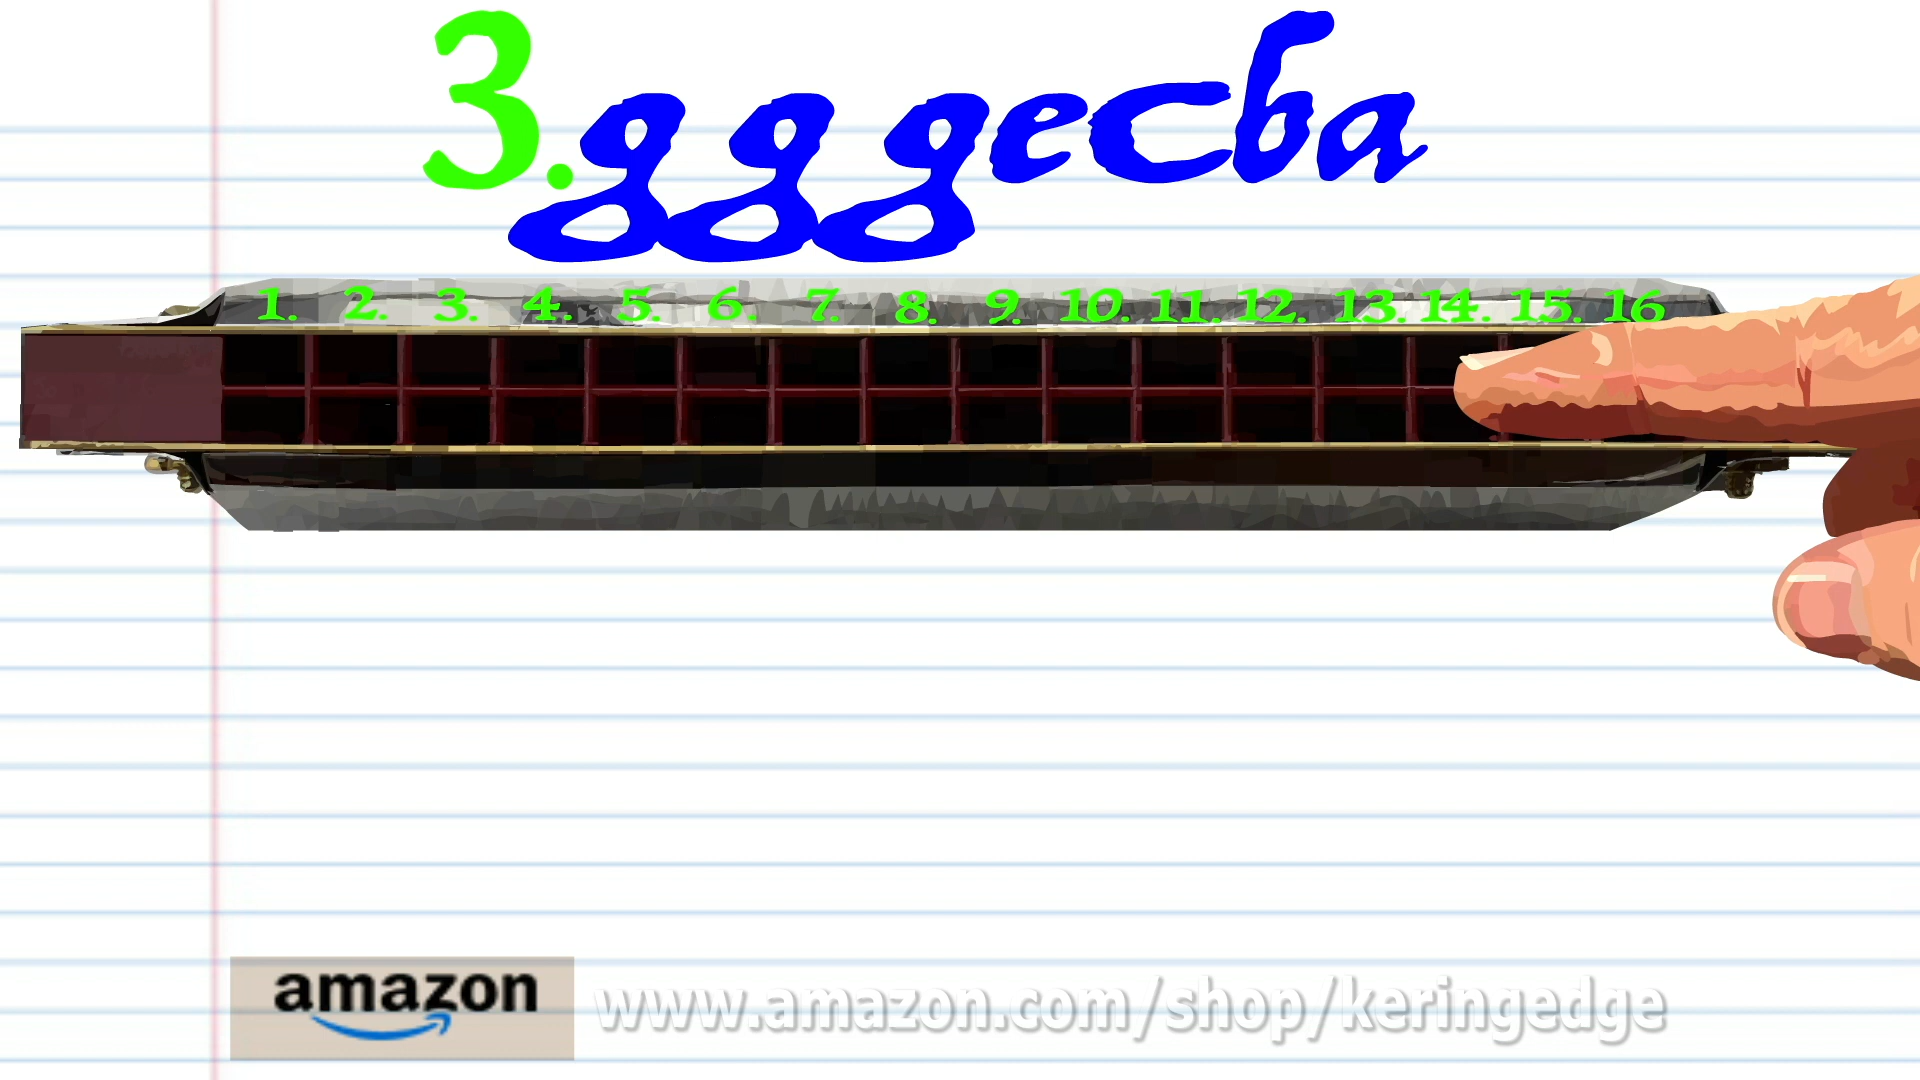 3. g g gecba
1. 2. 3. 4. 5. 6. 7. 8. 9. 10. 11. 12. 13. 14. 15. 16
amazon www.amazon.com/shop/keringedge